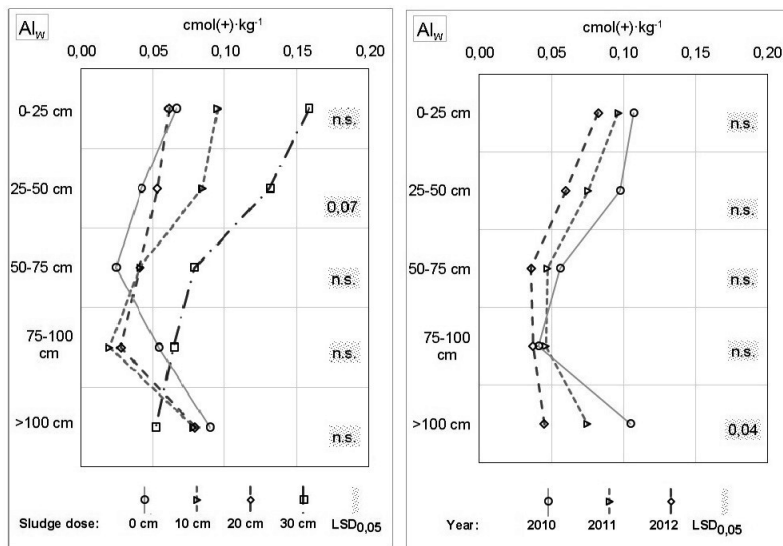 Al_w
cmol(+)·kg⁻¹
0,00 0,05 0,10 0,15 0,20
0-25 cm
n.s.
25-50 cm
0,07
50-75 cm
n.s.
75-100
cm
n.s.
>100 cm
n.s.
Sludge dose: 0 cm 10 cm 20 cm 30 cm LSD0,05
Al_w
cmol(+)·kg⁻¹
0,00 0,05 0,10 0,15 0,20
0-25 cm
n.s.
25-50 cm
n.s.
50-75 cm
n.s.
75-100
cm
n.s.
>100 cm
0,04
Year: 2010 2011 2012 LSD0,05